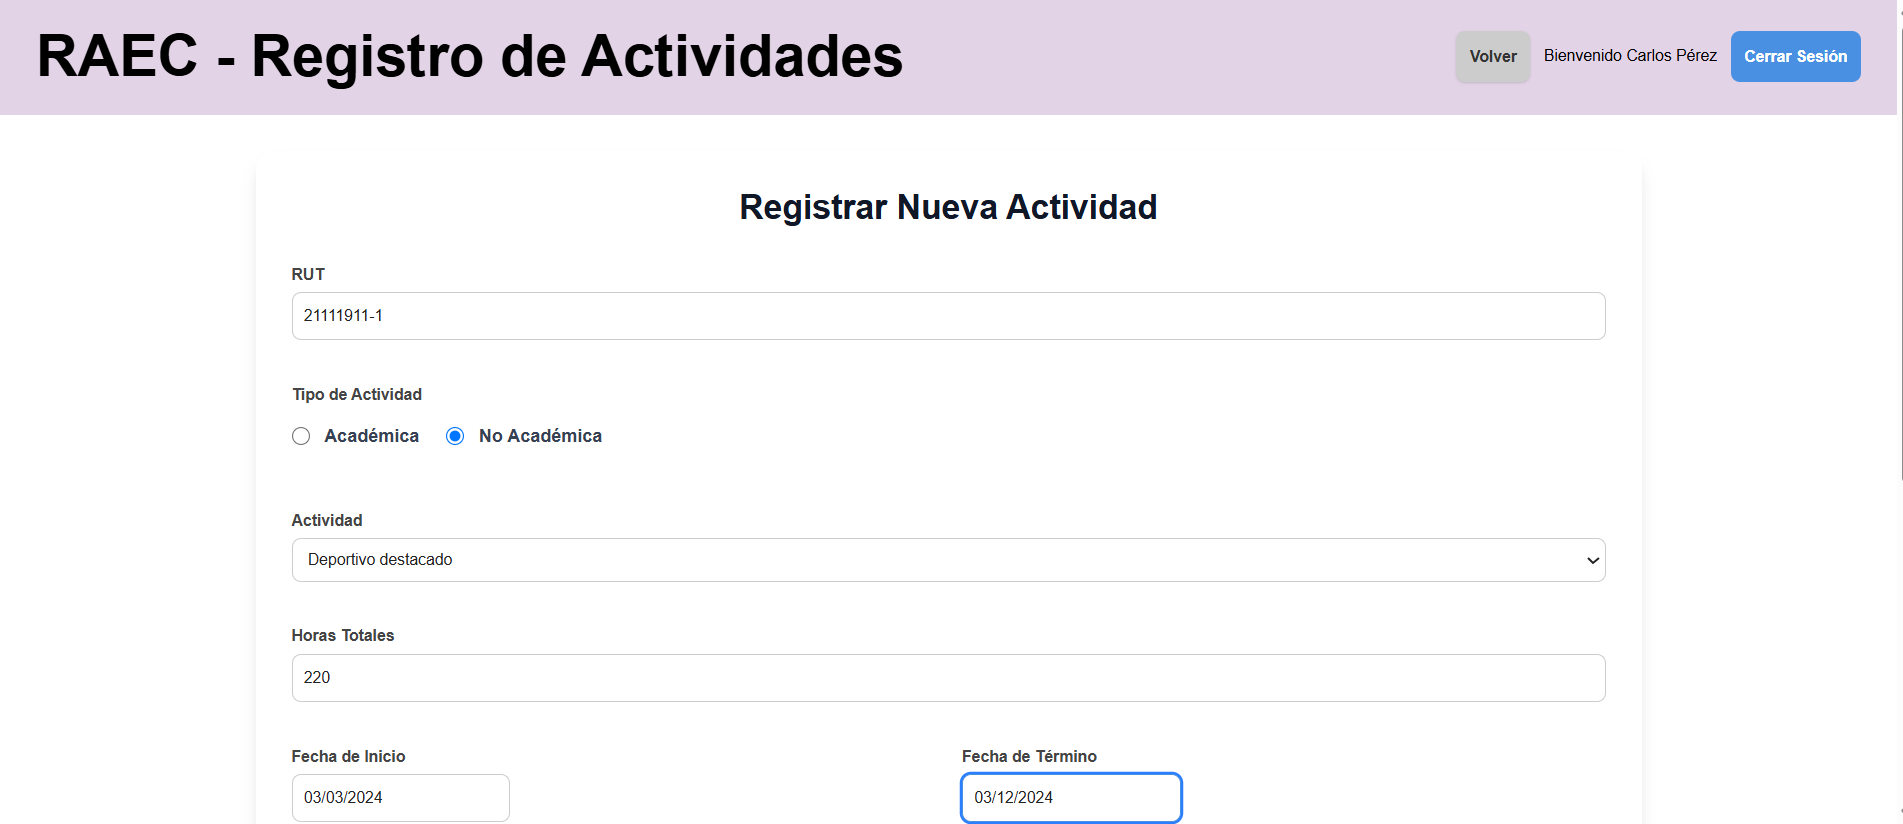 RAEC - Registro de Actividades
Volver
Bienvenido Carlos Pérez
Cerrar Sesión
Registrar Nueva Actividad
RUT
21111911-1
Tipo de Actividad
Académica
No Académica
Actividad
Deportivo destacado
Horas Totales
220
Fecha de Inicio
Fecha de Término
03/03/2024
03/12/2024